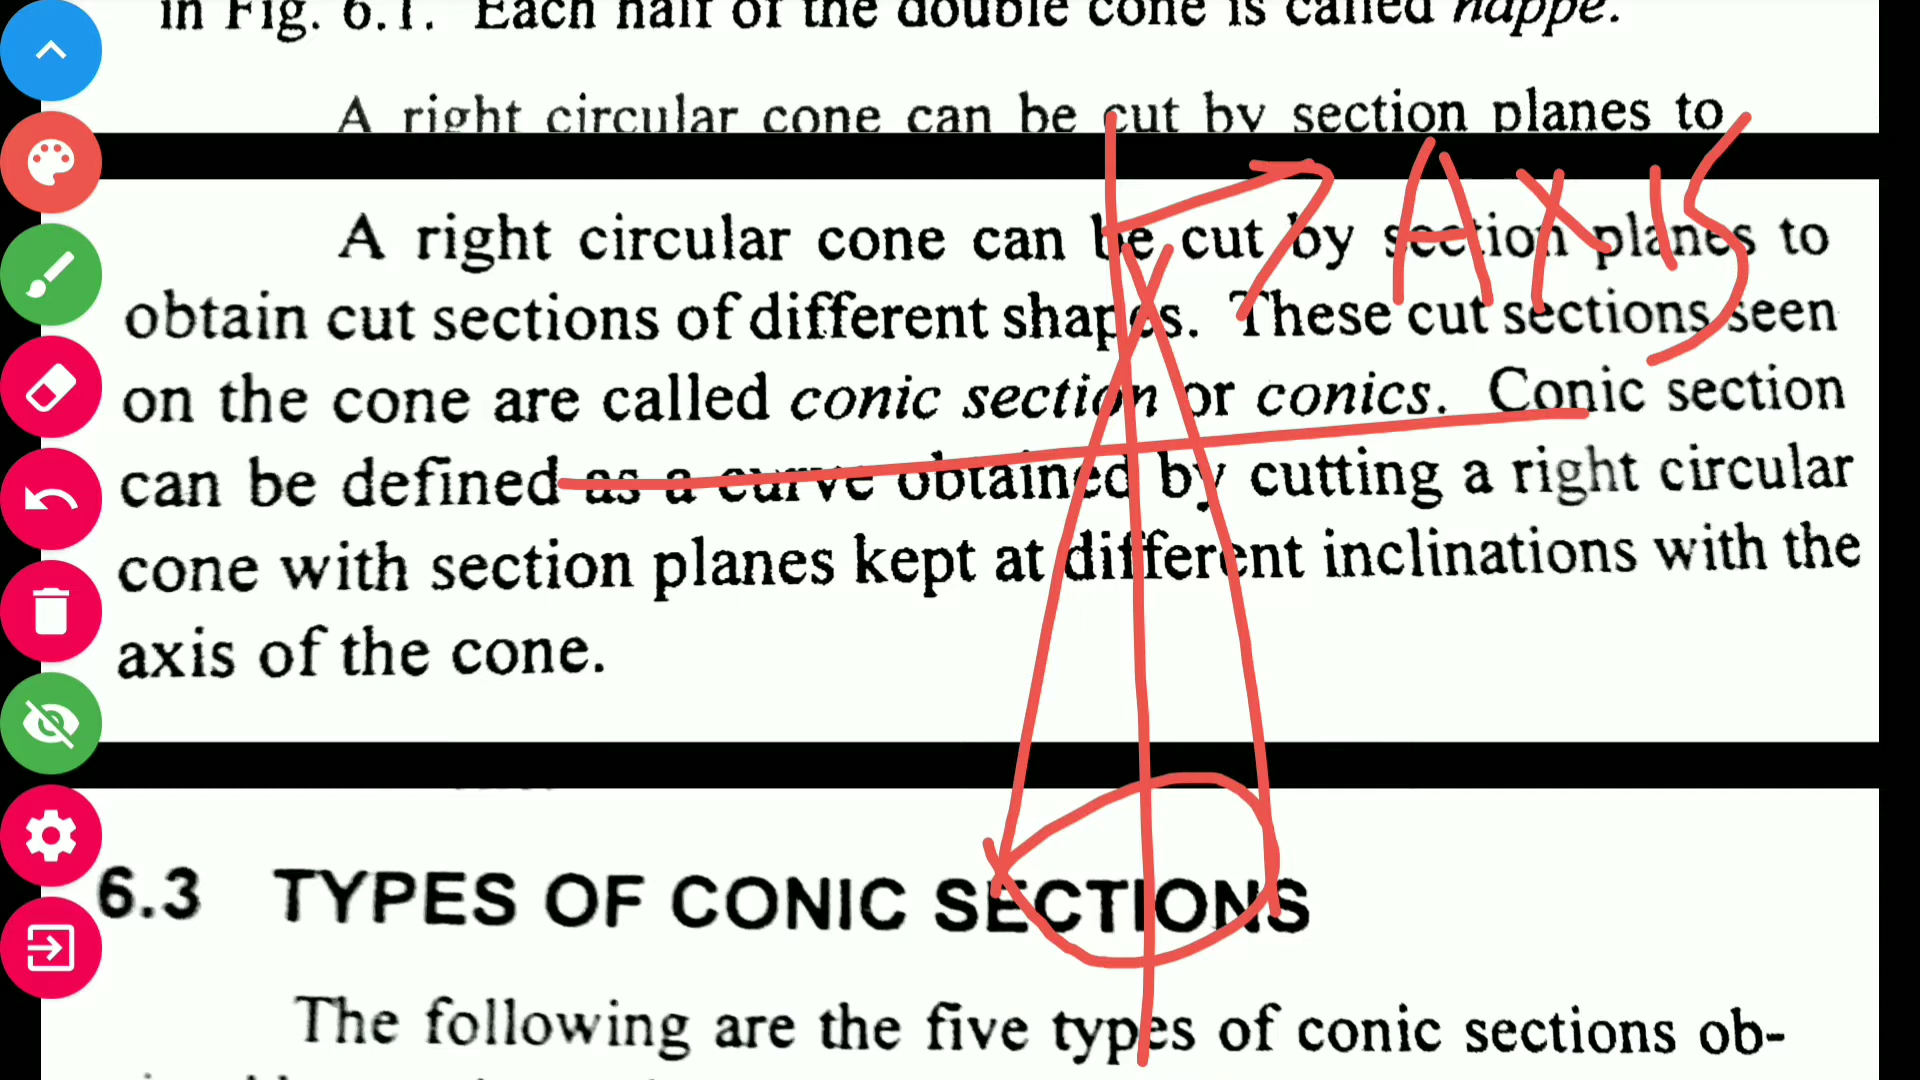 in Fig. 6.1. Each half of the double cone is called nappe.
A right circular cone can be cut by section planes to
AXIS
A right circular cone can be cut by section planes to
obtain cut sections of different shapes. These cut sections seen
on the cone are called conic section or conics. Conic section
can be defined as a curve obtained by cutting a right circular
cone with section planes kept at different inclinations with the
axis of the cone.
6.3 TYPES OF CONIC SECTIONS
The following are the five types of conic sections ob-